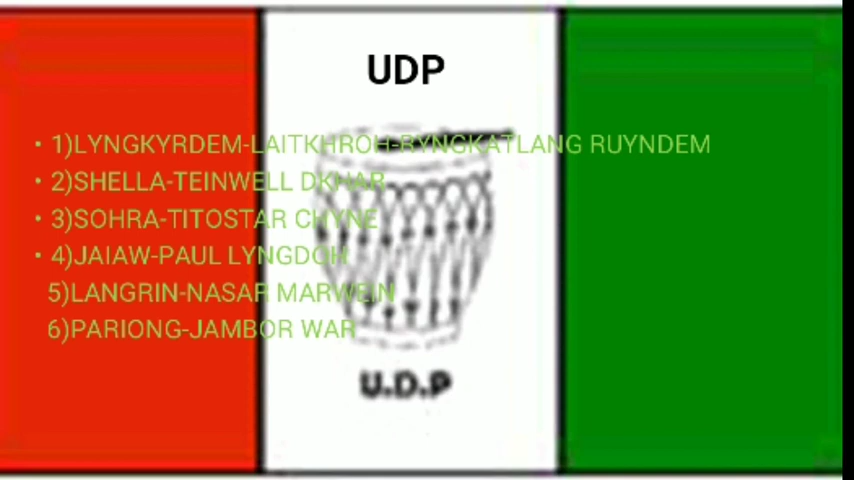 UDP
• 1)LYNGKYRDEM-LAITKHROH-RYNGKATLANG RUYNDEM
• 2)SHELLA-TEINWELL DKHAR
• 3)SOHRA-TITOSTAR CHYNE
• 4)JAIAW-PAUL LYNGDOH
5)LANGRIN-NASAR MARWEIN
6)PARIONG-JAMBOR WAR
U.D.P